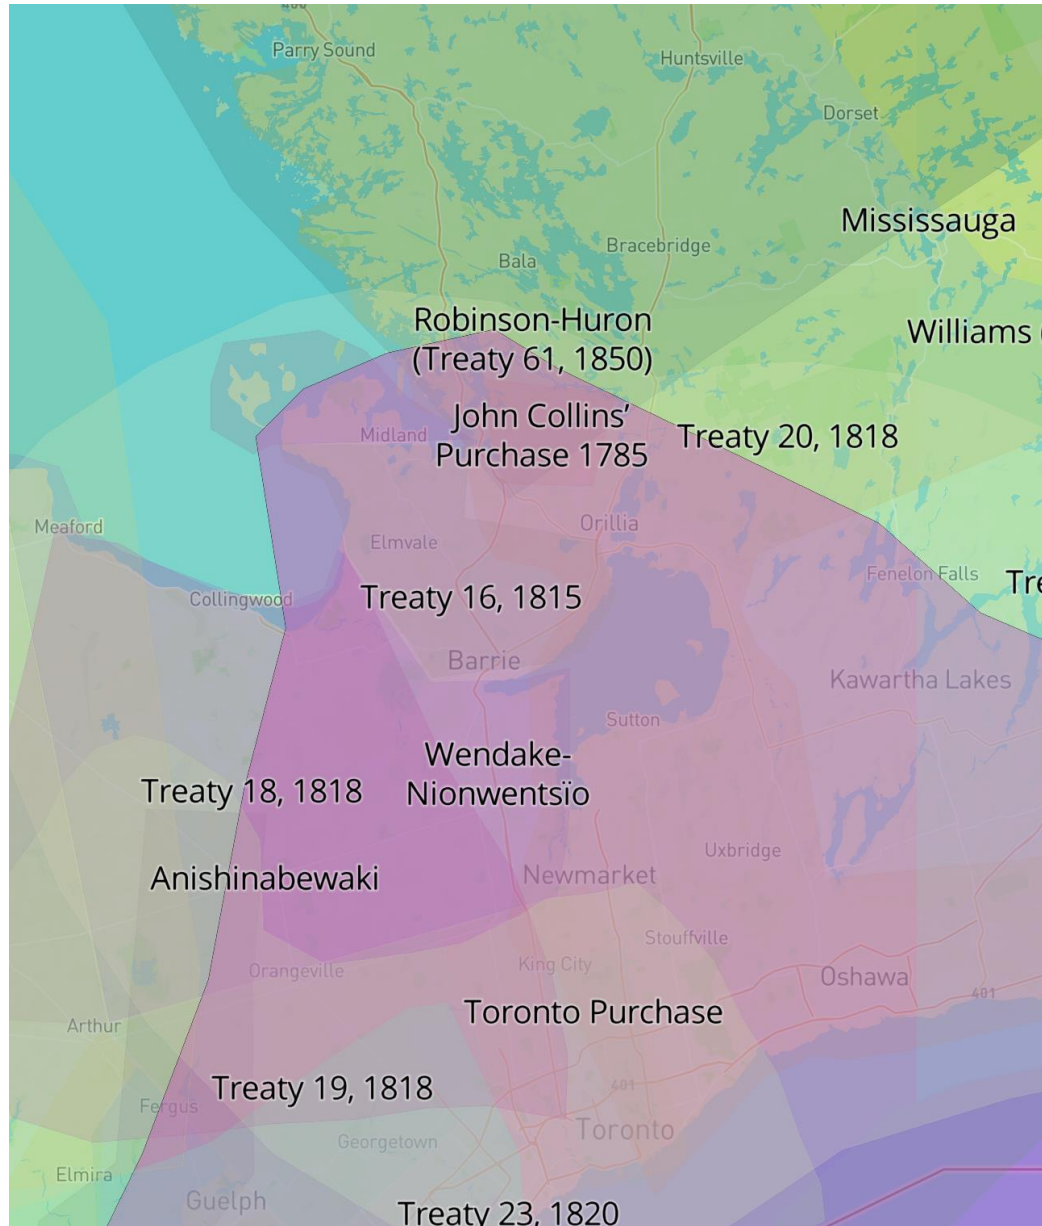 400
Parry Sound
Huntsville
Dorset
Mississauga
Bracebridge
Bala
Robinson-Huron
(Treaty 61, 1850)
Williams
John Collins'
Purchase 1785
Midland
Treaty 20, 1818
Meaford
Orillia
Elmvale
Fenelon Falls
Tre
Collingwood
Treaty 16, 1815
Barrie
Kawartha Lakes
Sutton
Wendake-
Nionwentsïo
Treaty 18, 1818
Uxbridge
Anishinabewaki
Newmarket
Stouffville
King City
Orangeville
Oshawa
401
Toronto Purchase
Arthur
Treaty 19, 1818
401
Fergus
Toronto
Georgetown
Elmira
Guelph
Treaty 23, 1820